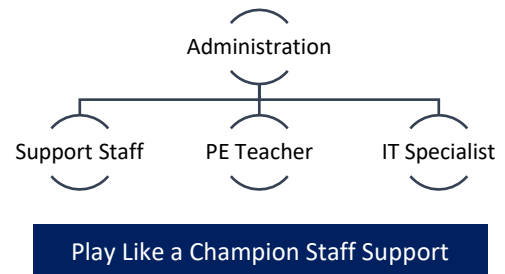 Administration
Support Staff
PE Teacher
IT Specialist
Play Like a Champion Staff Support